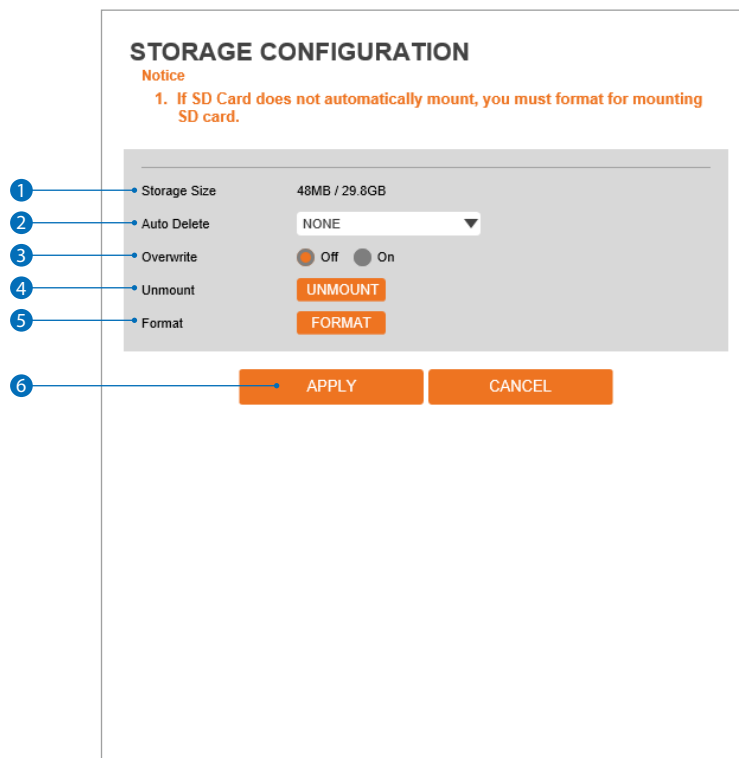 STORAGE CONFIGURATION
Notice
1. If SD Card does not automatically mount, you must format for mounting
SD card.
1 Storage Size 48MB / 29.8GB
2 Auto Delete NONE
3 Overwrite Off On
4 Unmount UNMOUNT
5 Format FORMAT
6 APPLY CANCEL